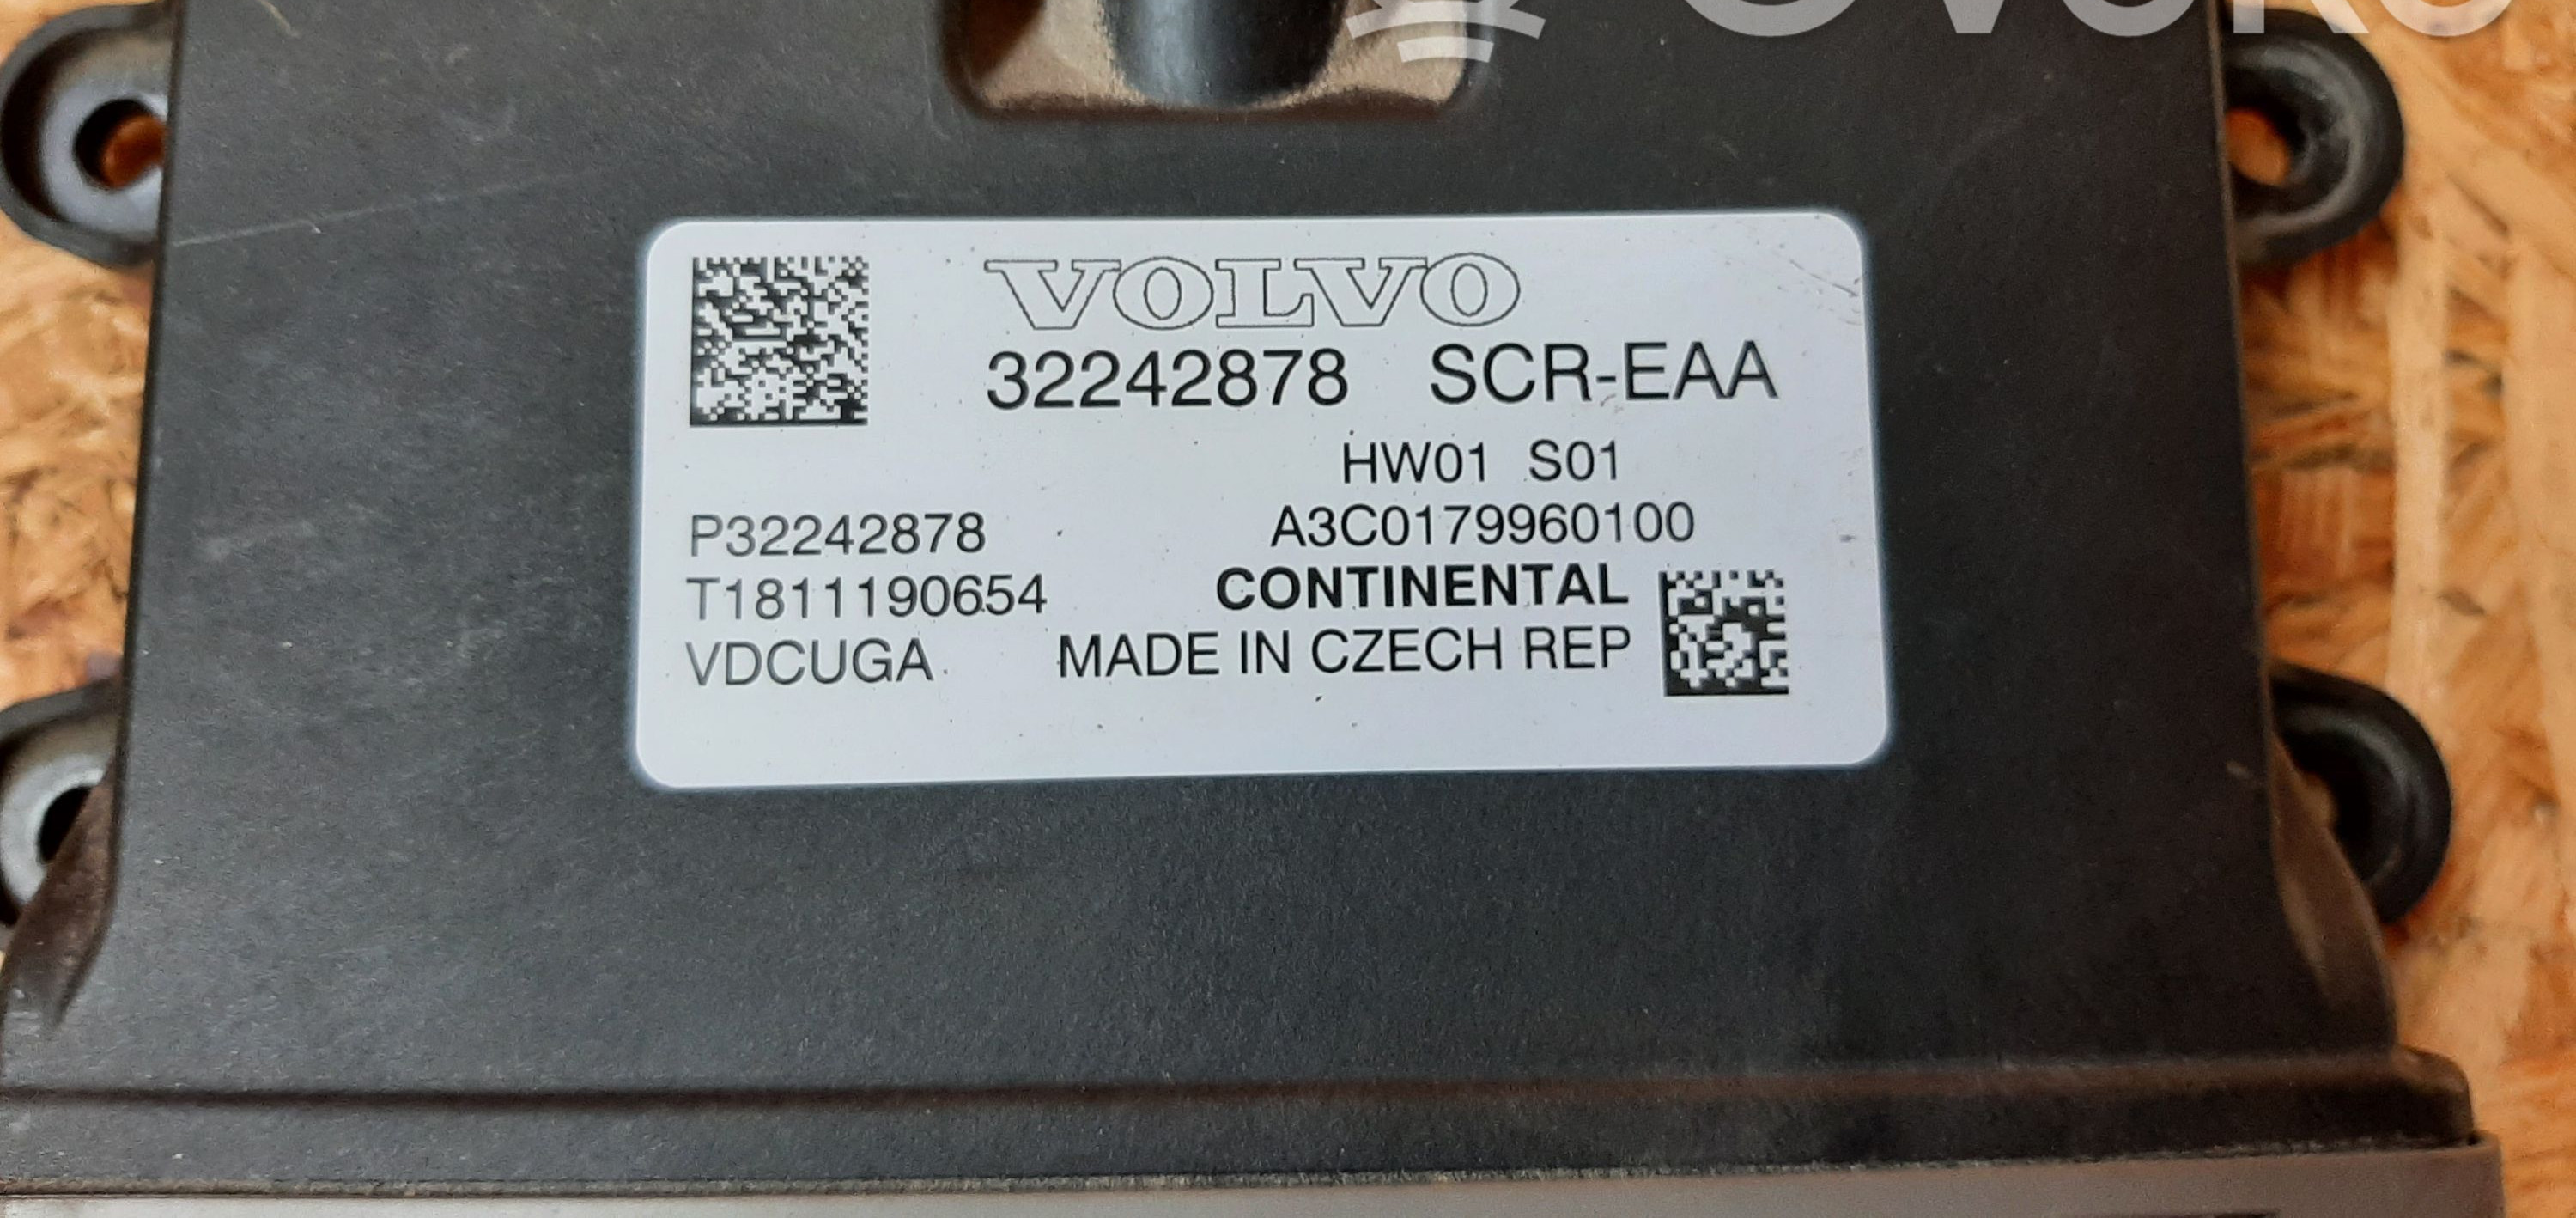 VOLVO
32242878 SCR-EAA
HW01 S01
P32242878 A3C0179960100
T1811190654 CONTINENTAL
VDCUGA MADE IN CZECH REP